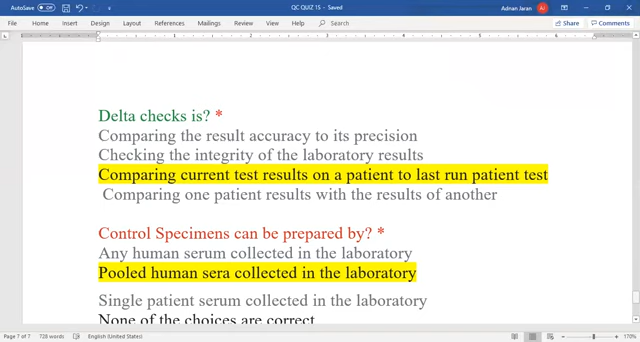 AutoSave Off
QC QUIZ 15 - Saved
Adnan Jaran
AJ
File Home Insert Draw Design Layout References Mailings Review View Help
Share Comments
Delta checks is? *
Comparing the result accuracy to its precision
Checking the integrity of the laboratory results
Comparing current test results on a patient to last run patient test
Comparing one patient results with the results of another
Control Specimens can be prepared by? *
Any human serum collected in the laboratory
Pooled human sera collected in the laboratory
Single patient serum collected in the laboratory
None of the choices are correct
Page 7 of 7 728 words English (United States) 170%